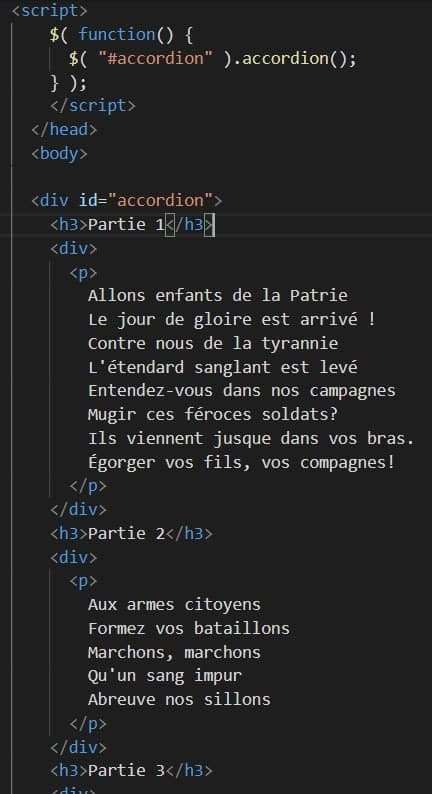 <script>
$( function() {
$( "#accordion" ).accordion();
} );
</script>
</head>
<body>
<div id="accordion">
<h3>Partie 1</h3>
<div>
<p>
Allons enfants de la Patrie
Le jour de gloire est arrivé !
Contre nous de la tyrannie
L'étendard sanglant est levé
Entendez-vous dans nos campagnes
Mugir ces féroces soldats?
Ils viennent jusque dans vos bras.
Égorger vos fils, vos compagnes!
</p>
</div>
<h3>Partie 2</h3>
<div>
<p>
Aux armes citoyens
Formez vos bataillons
Marchons, marchons
Qu'un sang impur
Abreuve nos sillons
</p>
</div>
<h3>Partie 3</h3>
<div>